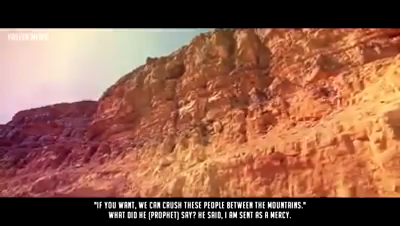 "IF YOU WANT, WE CAN CRUSH THESE PEOPLE BETWEEN THE MOUNTAINS."
WHAT DID HE (PROPHET) SAY? HE SAID, I AM SENT AS A MERCY.